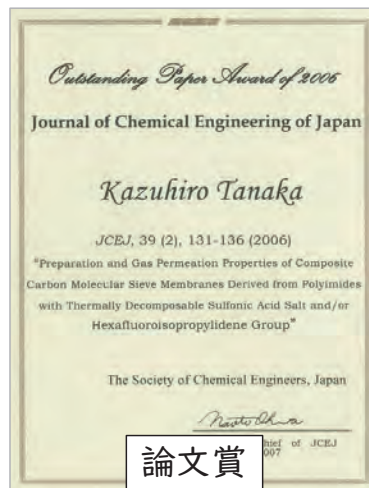 Outstanding Paper Award of 2006
Journal of Chemical Engineering of Japan
Kazuhiro Tanaka
JCEJ, 39 (2), 131-136 (2006)
"Preparation and Gas Permeation Properties of Composite
Carbon Molecular Sieve Membranes Derived from Polyimides
with Thermally Decomposable Sulfonic Acid Salt and/or
Hexafluoroisopropylidene Group"
The Society of Chemical Engineers, Japan
of JCEJ
007
論文賞